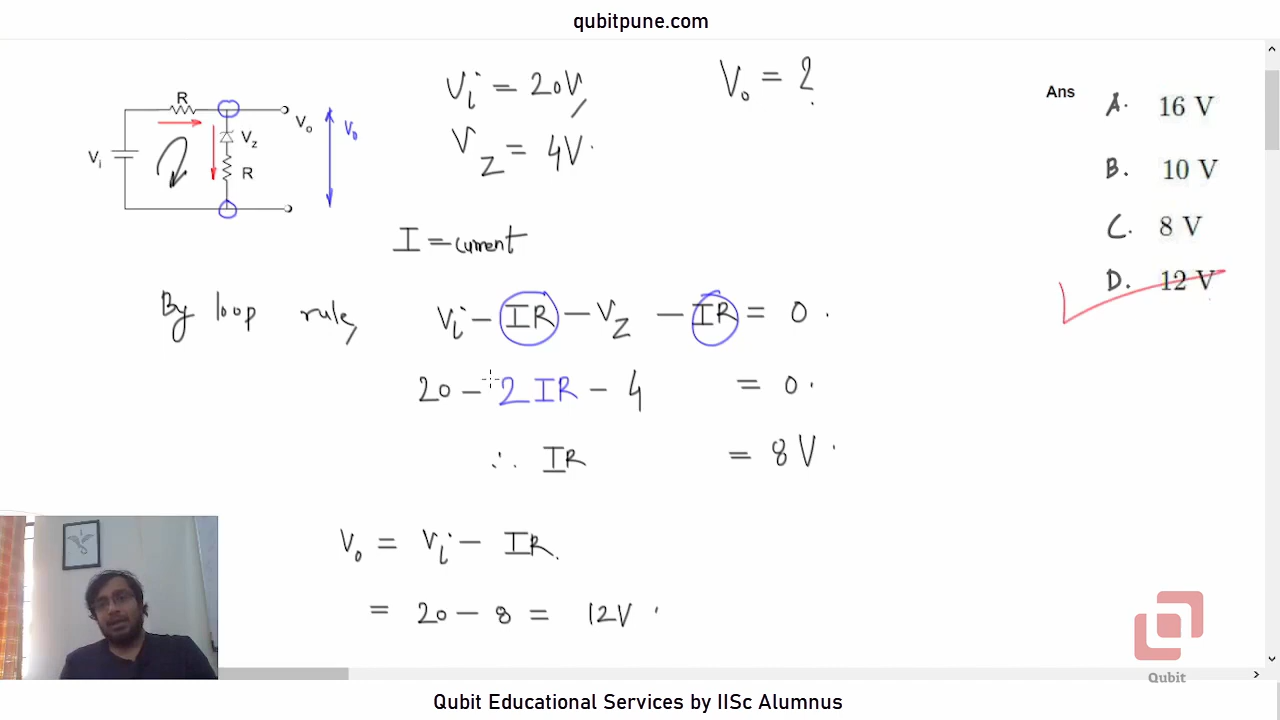 qubitpune.com
R
Vi
Vz
R
Vo
Vo
Vi = 20V
Vz = 4V.
Vo = ?
Ans
A. 16 V
B. 10 V
C. 8 V
D. 12 V
I = current
By loop rule, Vi - IR - Vz - IR = 0.
20 - 2IR - 4 = 0.
∴ IR = 8V.
Vo = Vi - IR.
= 20 - 8 = 12V.
Qubit
Qubit Educational Services by IISc Alumnus